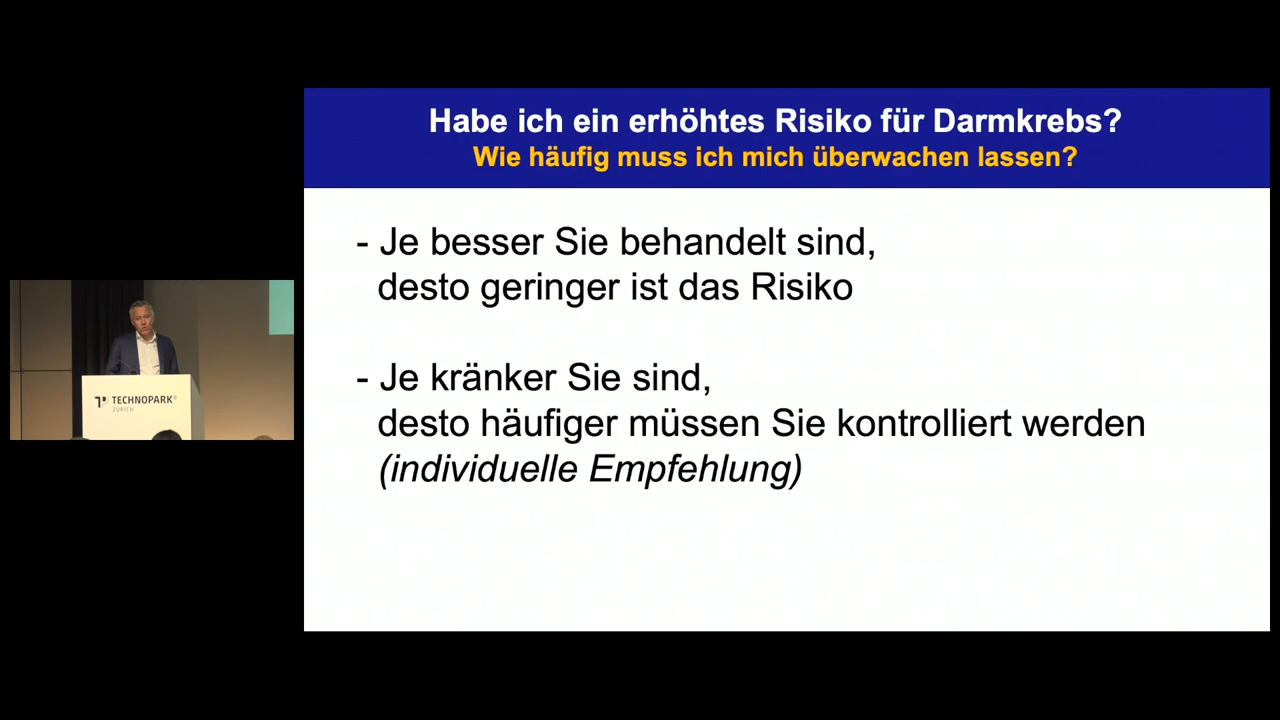 Habe ich ein erhöhtes Risiko für Darmkrebs?
Wie häufig muss ich mich überwachen lassen?
- Je besser Sie behandelt sind,
desto geringer ist das Risiko
- Je kränker Sie sind,
desto häufiger müssen Sie kontrolliert werden
(individuelle Empfehlung)
TECHNOPARK®
ZÜRICH